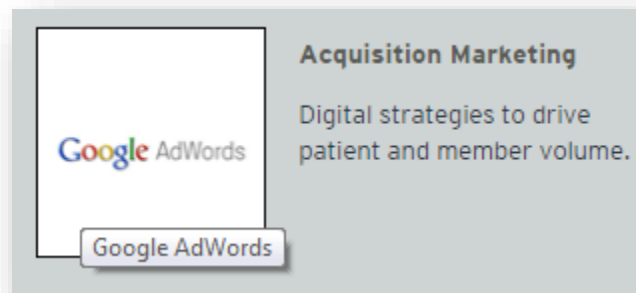 Google AdWords
Google AdWords
Acquisition Marketing
Digital strategies to drive
patient and member volume.